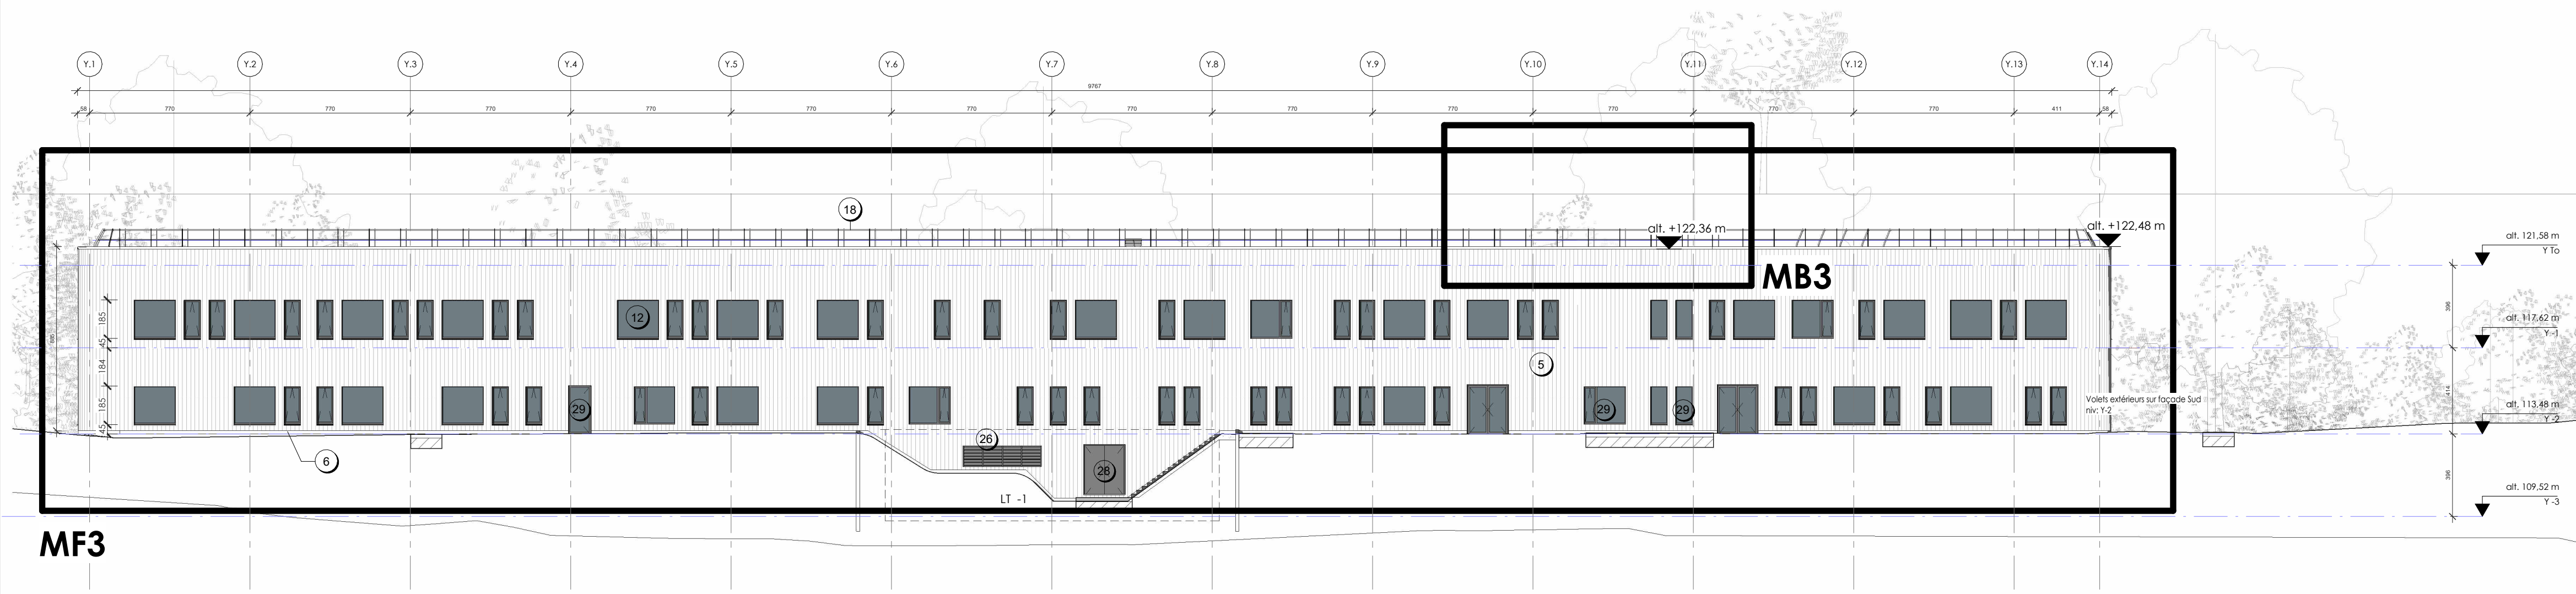 Y.1 Y.2 Y.3 Y.4 Y.5 Y.6 Y.7 Y.8 Y.9 Y.10 Y.11 Y.12 Y.13 Y.14
9767
58 770 770 770 770 770 770 770 770 770 770 770 770 411 58
18
alt. +122,36 m
alt. +122,48 m
alt. 121,58 m
Y To
MB3
12
185
45
184
185
45
396
414
396
alt. 117,62 m
Y -1
5
Volets extérieurs sur façade Sud
niv: Y-2
alt. 113,48 m
Y -2
29
29
29
26
6
28
LT -1
alt. 109,52 m
Y -3
MF3